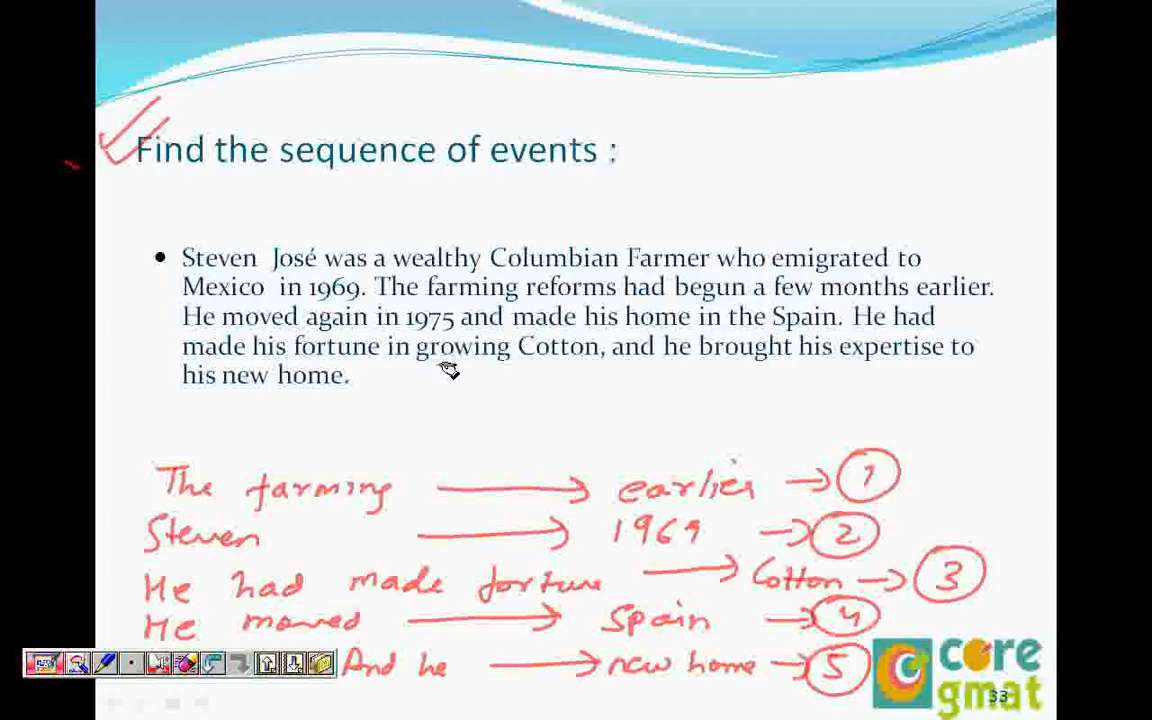 Find the sequence of events :
• Steven José was a wealthy Columbian Farmer who emigrated to
Mexico in 1969. The farming reforms had begun a few months earlier.
He moved again in 1975 and made his home in the Spain. He had
made his fortune in growing Cotton, and he brought his expertise to
his new home.
The farming → earlier → 1
Steven → 1969 → 2
He had made fortune → Cotton → 3
He moved → Spain → 4
And he → new home → 5
core
gmat
33